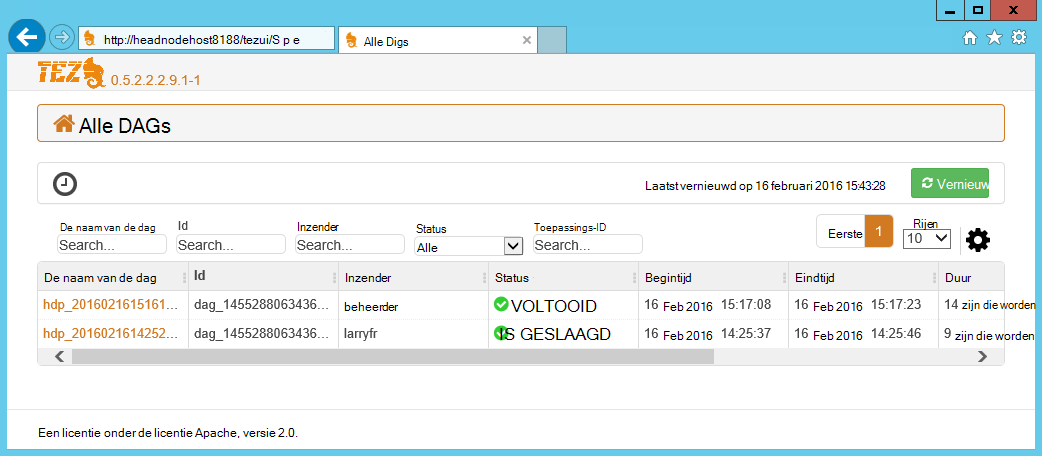 http://headnodehost8188/tezui/S p e
Alle Digs
TEZ 0.5.2.2.2.9.1-1
Alle DAGs
Laatst vernieuwd op 16 februari 2016 15:43:28
Vernieuw
De naam van de dag Id Inzender Status Toepassings-ID
Search... Search... Search... Alle Search...
Eerste 1 Rijen 10
De naam van de dag Id Inzender Status Begintijd Eindtijd Duur
hdp_2016021615161... dag_1455288063436... beheerder VOLTOOID 16 Feb 2016 15:17:08 16 Feb 2016 15:17:23 14 zijn die worden
hdp_2016021614252... dag_1455288063436... larryfr IS GESLAAGD 16 Feb 2016 14:25:37 16 Feb 2016 14:25:46 9 zijn die worden
Een licentie onder de licentie Apache, versie 2.0.